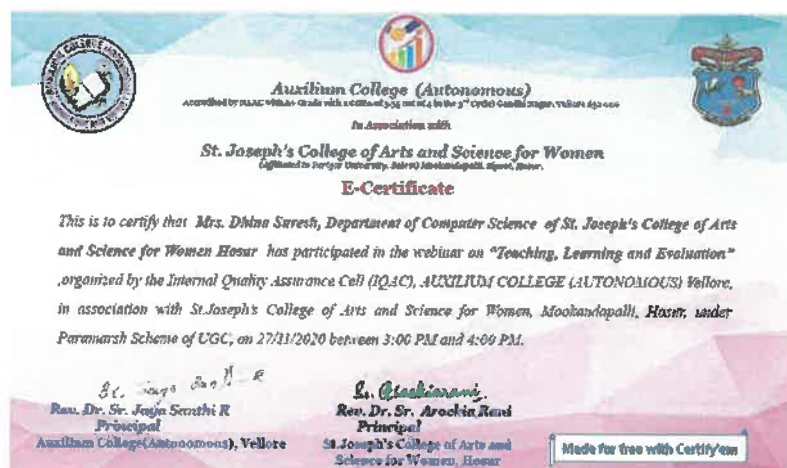 Auxilium College (Autonomous)
In Association with
St. Joseph's College of Arts and Science for Women
E-Certificate
This is to certify that Mrs. Dhina Suresh, Department of Computer Science of St. Joseph's College of Arts
and Science for Women Hosur has participated in the webinar on "Teaching, Learning and Evaluation"
,organized by the Internal Quality Assurance Cell (IQAC), AUXILIUM COLLEGE (AUTONOMOUS) Vellore,
in association with St.Joseph's College of Arts and Science for Women, Mookandapalli, Hosur, under
Paramarsh Scheme of UGC, on 27/11/2020 between 3:00 PM and 4:00 PM.
Rev. Dr. Sr. Jaya Santhi R
Principal
Auxilium College(Autonomous), Vellore
Rev. Dr. Sr. Arockia Rani
Principal
St.Joseph's College of Arts and
Science for Women, Hosur
Made for free with Certify'em